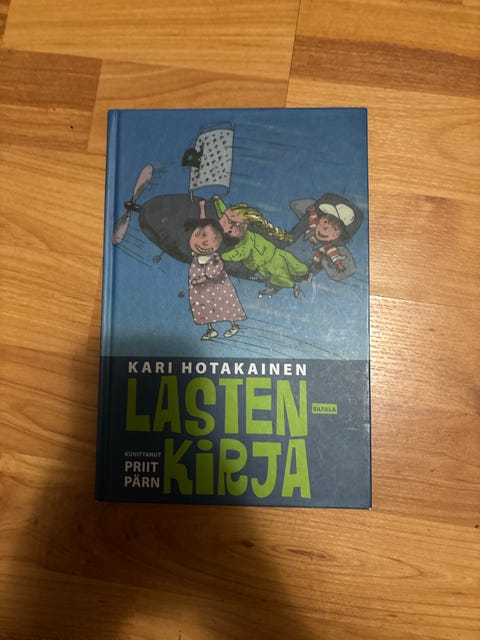 KARI HOTAKAINEN
LASTEN-
SILTALA
KUVITTANUT
PRIIT
PÄRN
KiRJA